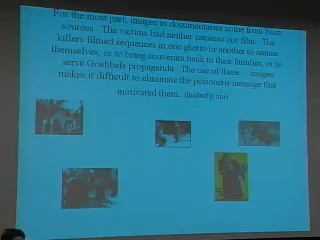 For the most part, images in documentaries come from Nazi
sources. The victims had neither cameras nor film. The
killers filmed sequences in one ghetto or another to amuse
themselves, or to bring souvenirs back to their families, or to
serve Goebbels propaganda. The use of these ... images
makes it difficult to eliminate the poisonous message that
motivated them.